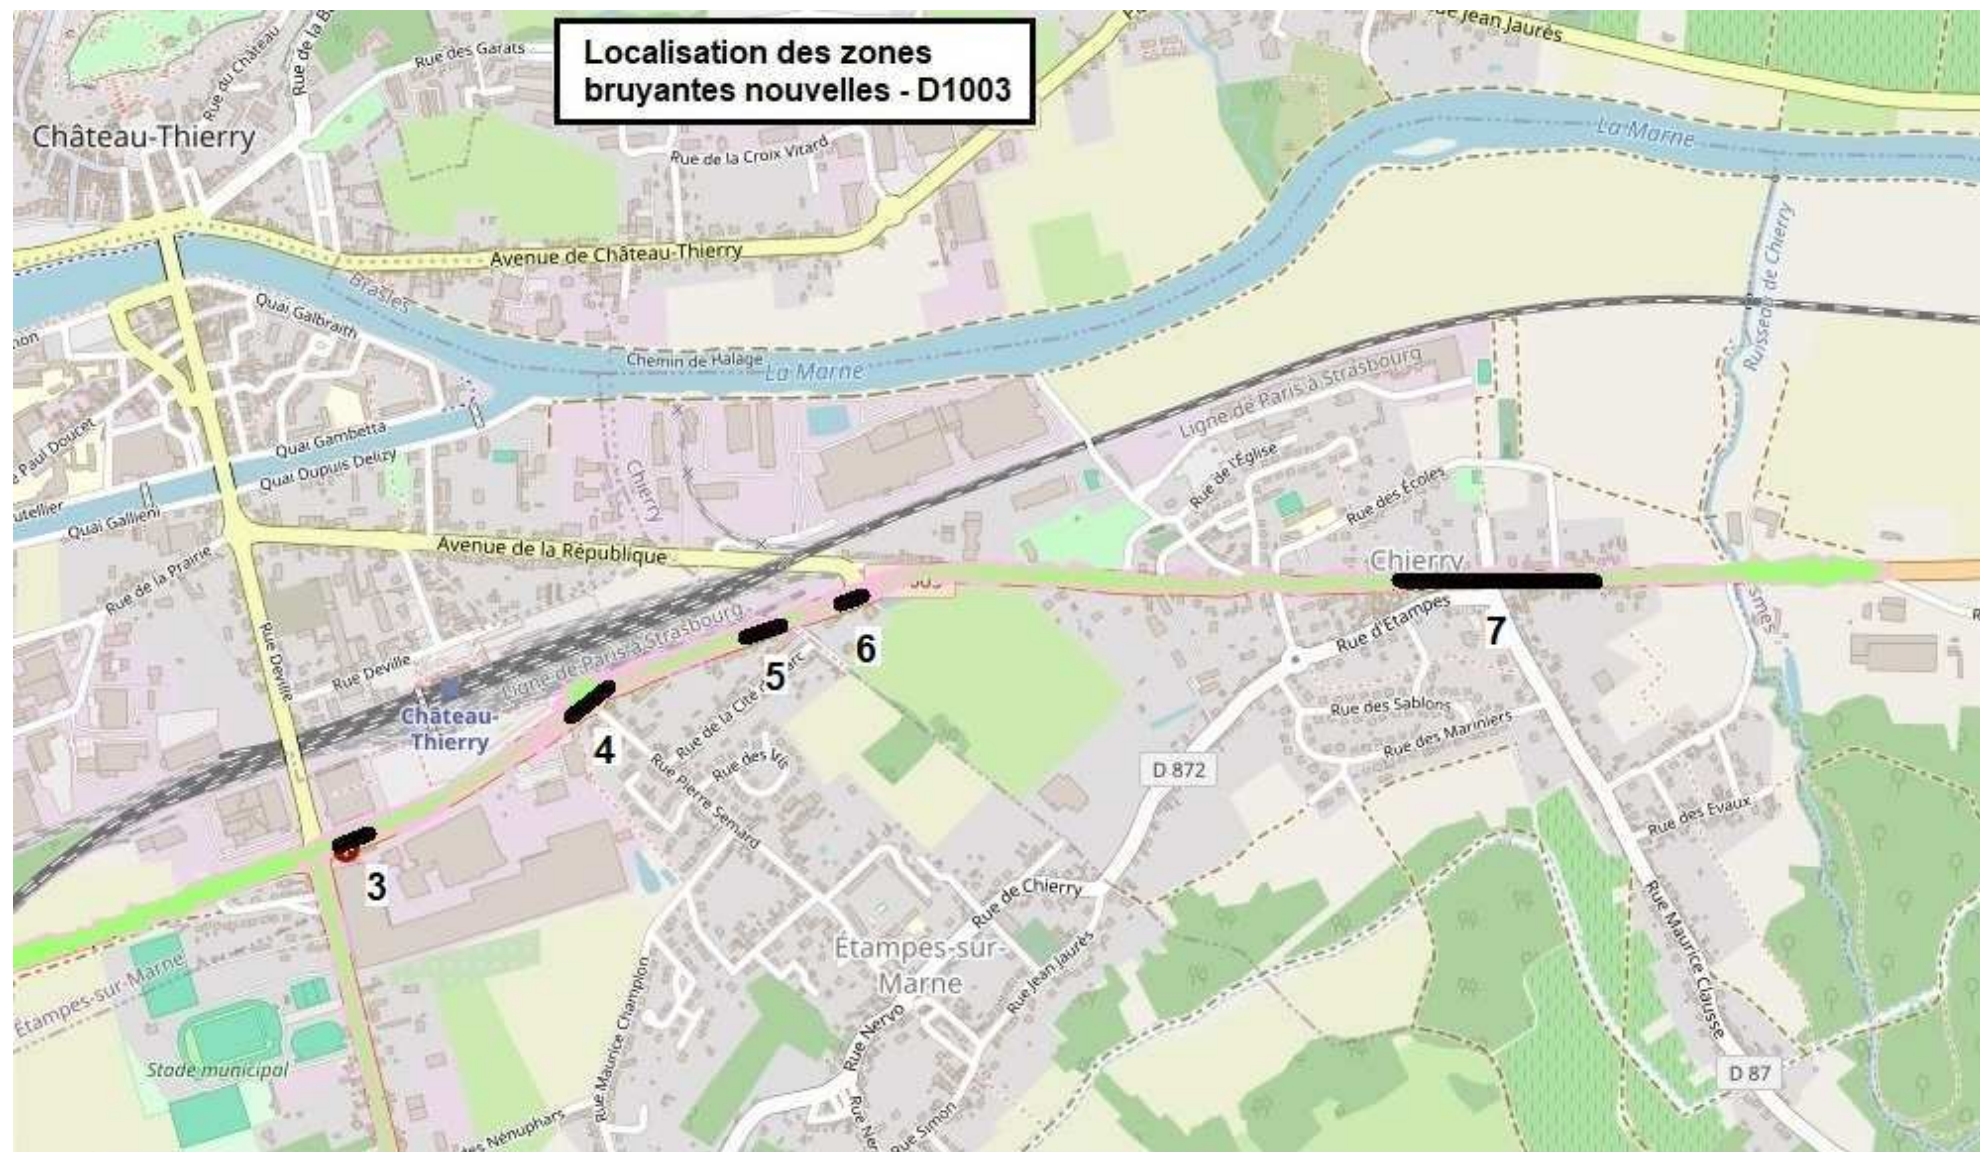 Localisation des zones
bruyantes nouvelles - D1003
Rue du Château
Rue des Garats
Rue Jean Jaurès
Château-Thierry
Rue de la Croix Vitard
La Marne
Avenue de Château-Thierry
Brasles
Ruisseau de Chierry
Quai Galbraith
Chemin de Halage
La Marne
Ligne de Paris à Strasbourg
Paul Doucet
Quai Gambetta
Quai Dupuis Delizy
Quai Gallieni
Chierry
Rue de l'Église
Rue des Écoles
Avenue de la République
Rue de la Prairie
Chierry
Rue d'Étampes
Rue Deville
Rue Deville
Ligne de Paris à Strasbourg
6
7
5
Château-
Thierry
4
Rue de la Cité
Rue des Lis
Rue Pierre Semard
Rue des Sablons
Rue des Mariniers
D 872
Rue des Evaux
3
Rue de Chierry
Étampes-sur-
Marne
Rue Maurice Clausse
Étampes-sur-Marne
Rue Maurice Champion
Rue Jean Jaurès
Rue Nervo
Stade municipal
D 87
des Nénuphars
Rue Simon